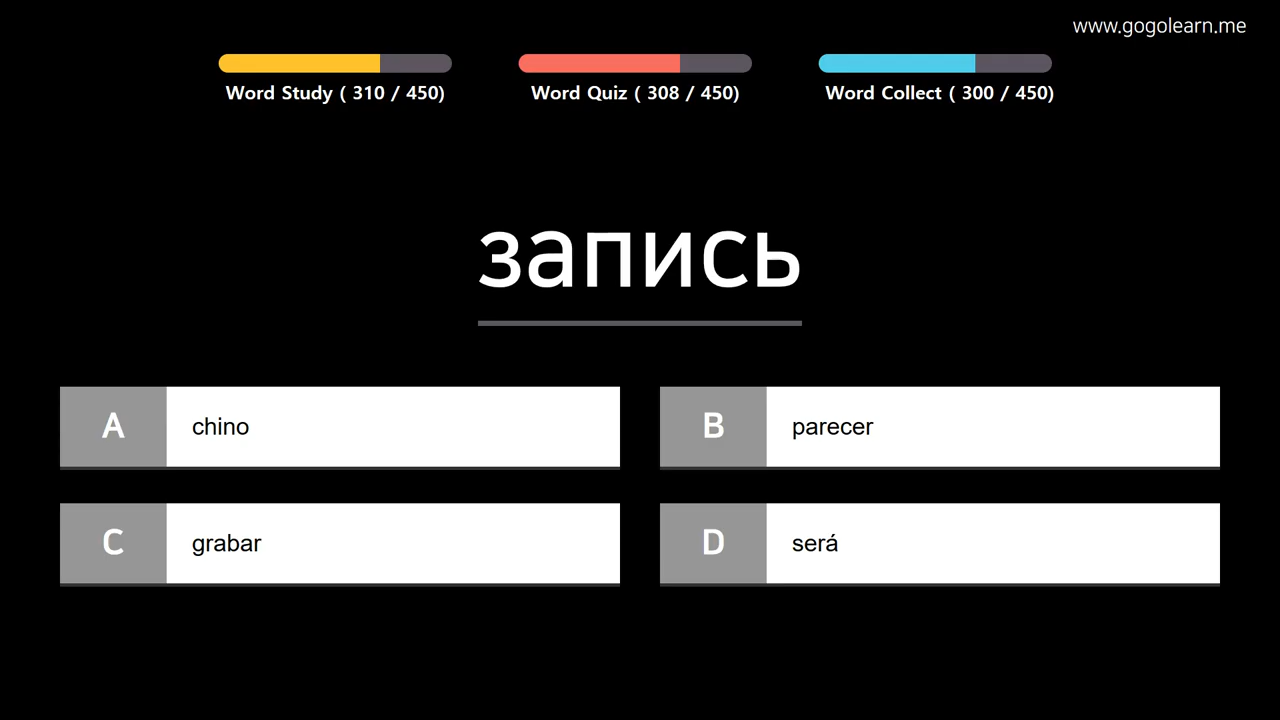 www.gogolearn.me
Word Study ( 310 / 450)
Word Quiz ( 308 / 450)
Word Collect ( 300 / 450)
запись
A chino
B parecer
C grabar
D será